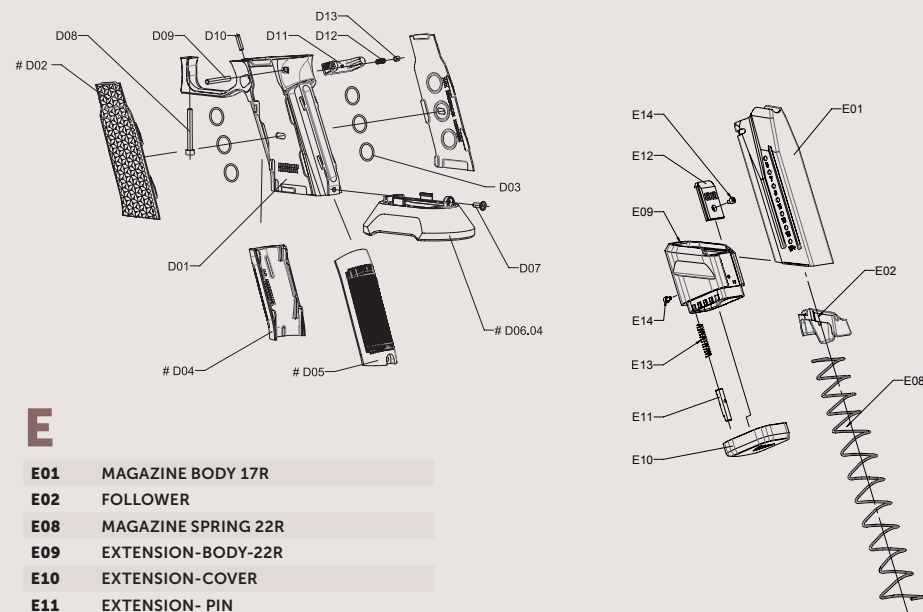 D13
D08
D09
D10
D11
D12
# D02
D03
D01
D07
# D06.04
# D04
# D05
E14
E01
E12
E09
E02
E14
E13
E08
E11
E10
E
E01 MAGAZINE BODY 17R
E02 FOLLOWER
E08 MAGAZINE SPRING 22R
E09 EXTENSION-BODY-22R
E10 EXTENSION-COVER
E11 EXTENSION- PIN